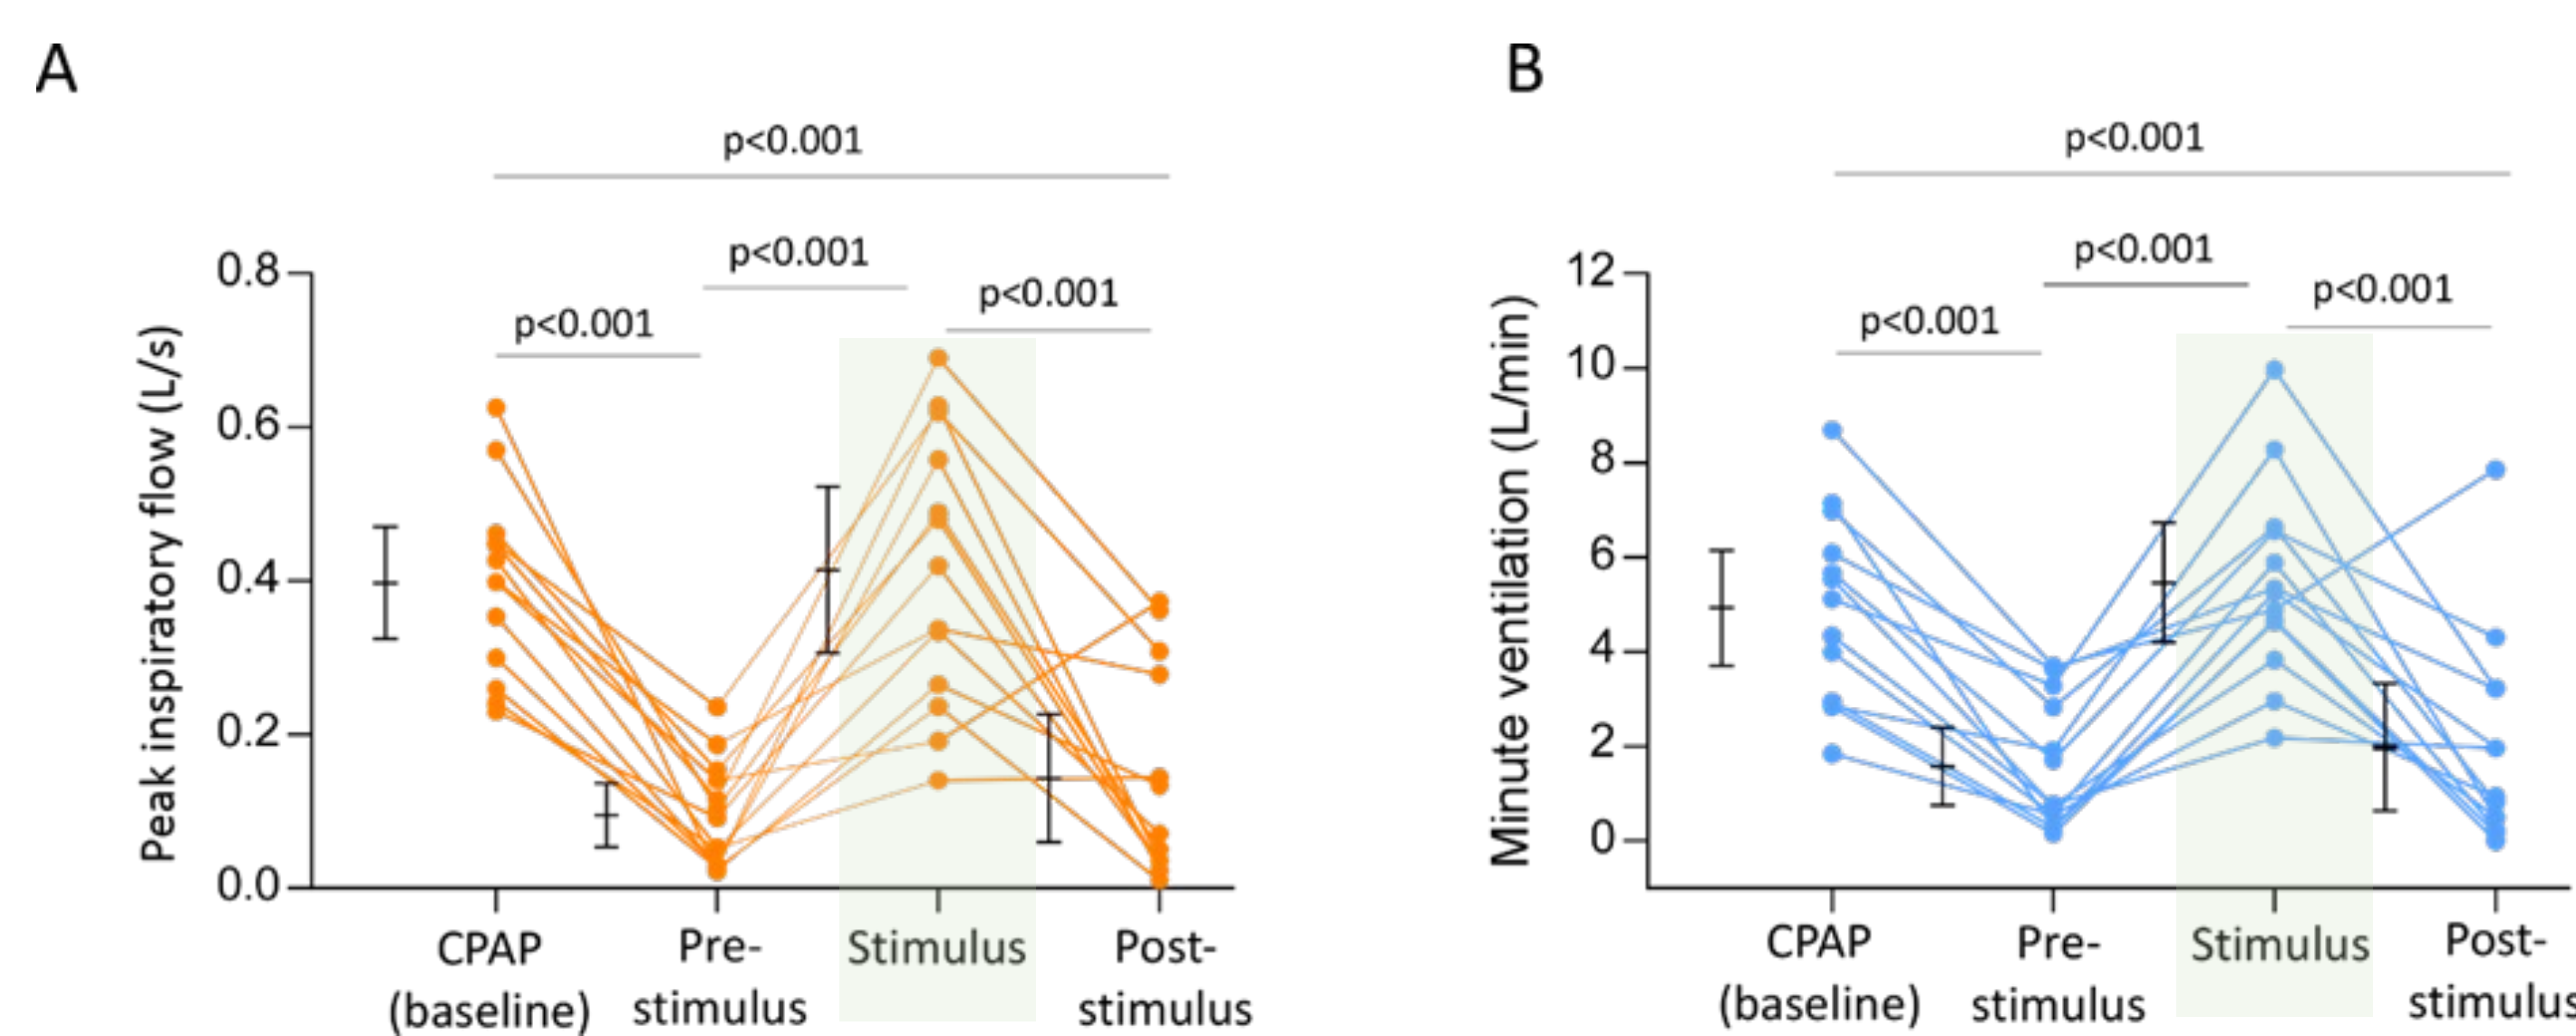 A
p<0.001
p<0.001
p<0.001
p<0.001
Peak inspiratory flow (L/s)
0.8
0.6
0.4
0.2
0.0
CPAP
(baseline)
Pre-
stimulus
Stimulus
Post-
stimulus
B
p<0.001
p<0.001
p<0.001
p<0.001
Minute ventilation (L/min)
12
10
8
6
4
2
0
CPAP
(baseline)
Pre-
stimulus
Stimulus
Post-
stimulus